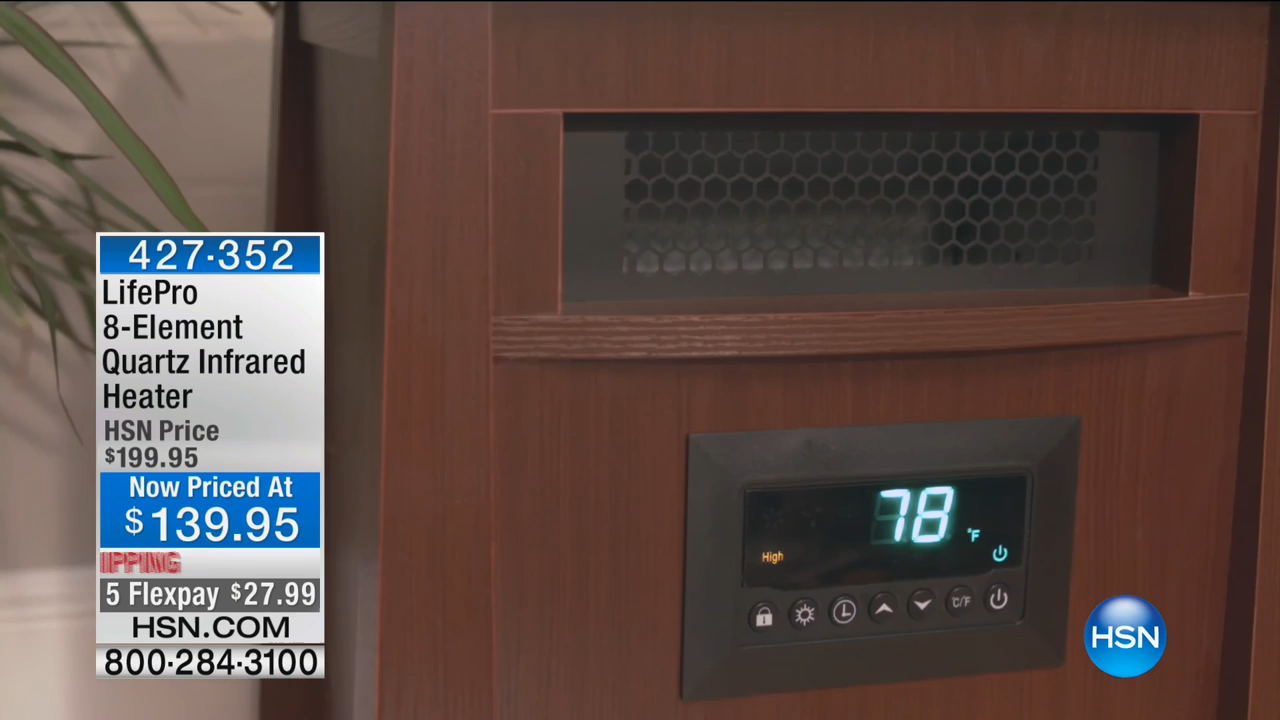 427·352
LifePro
8-Element
Quartz Infrared
Heater
HSN Price
$199.95
Now Priced At
$139.95
IPPING
5 Flexpay $27.99
HSN.COM
800·284·3100
78 °F
High
C/F
HSN